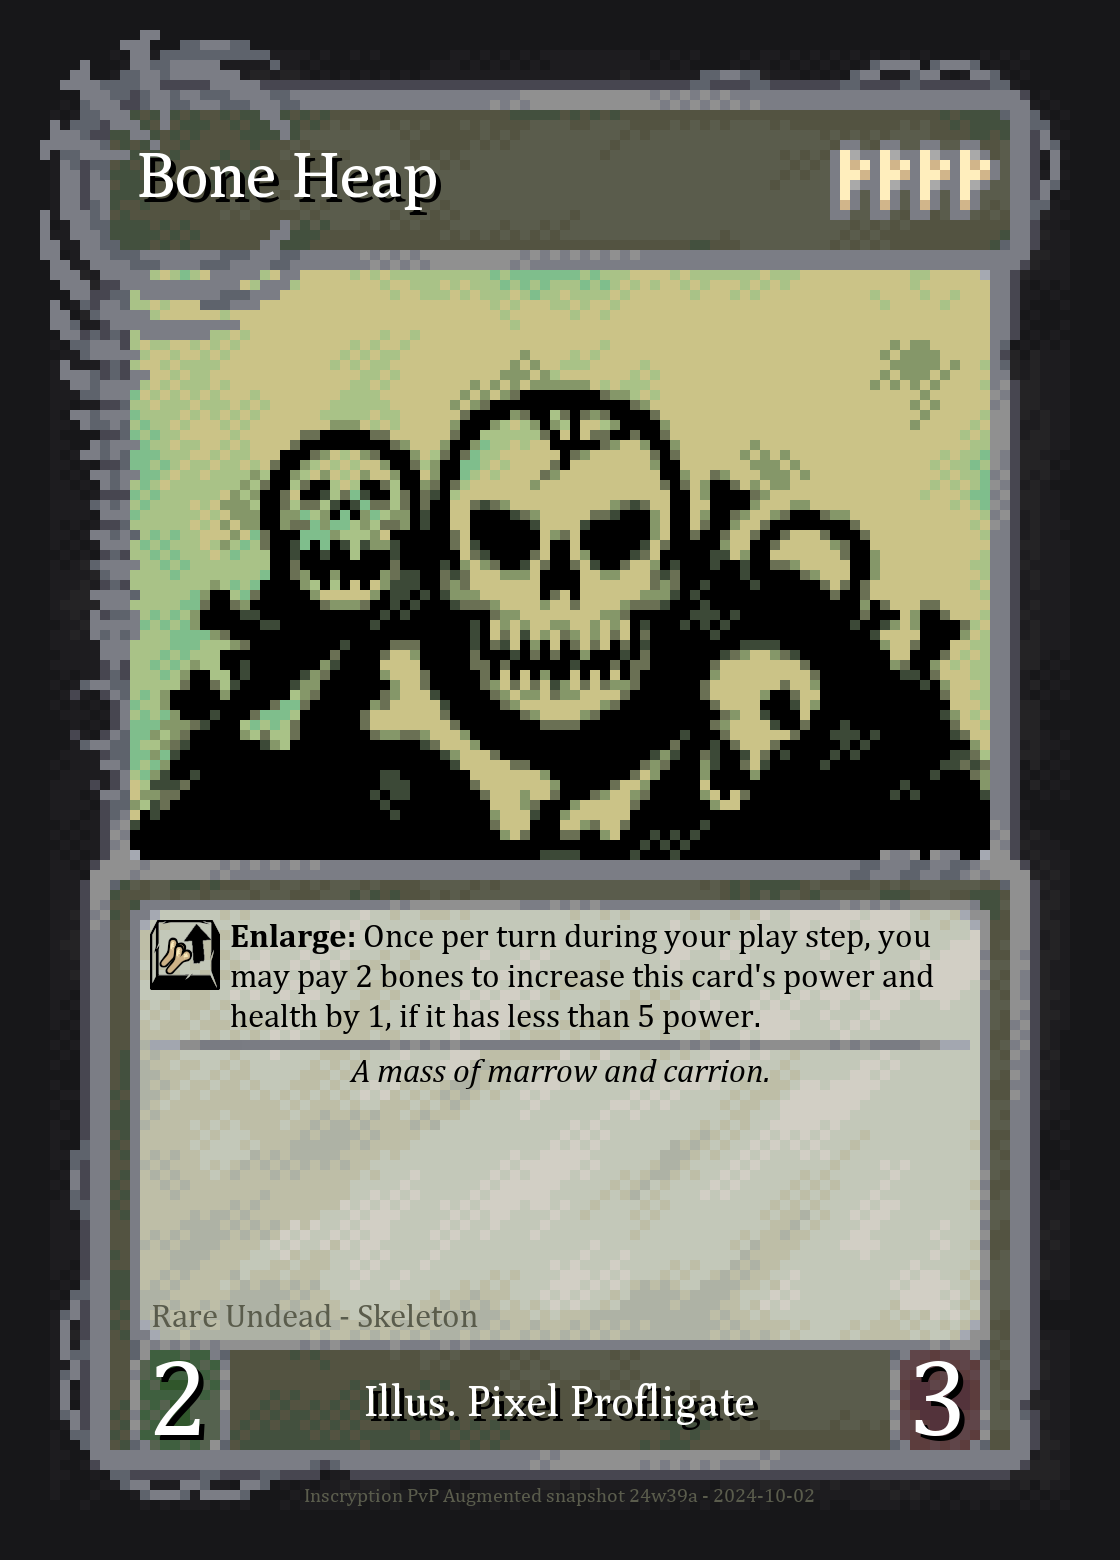 Bone Heap
Enlarge: Once per turn during your play step, you
may pay 2 bones to increase this card's power and
health by 1, if it has less than 5 power.
A mass of marrow and carrion.
Rare Undead - Skeleton
2
Illus. Pixel Profligate
3
Inscryption PvP Augmented snapshot 24w39a - 2024-10-02